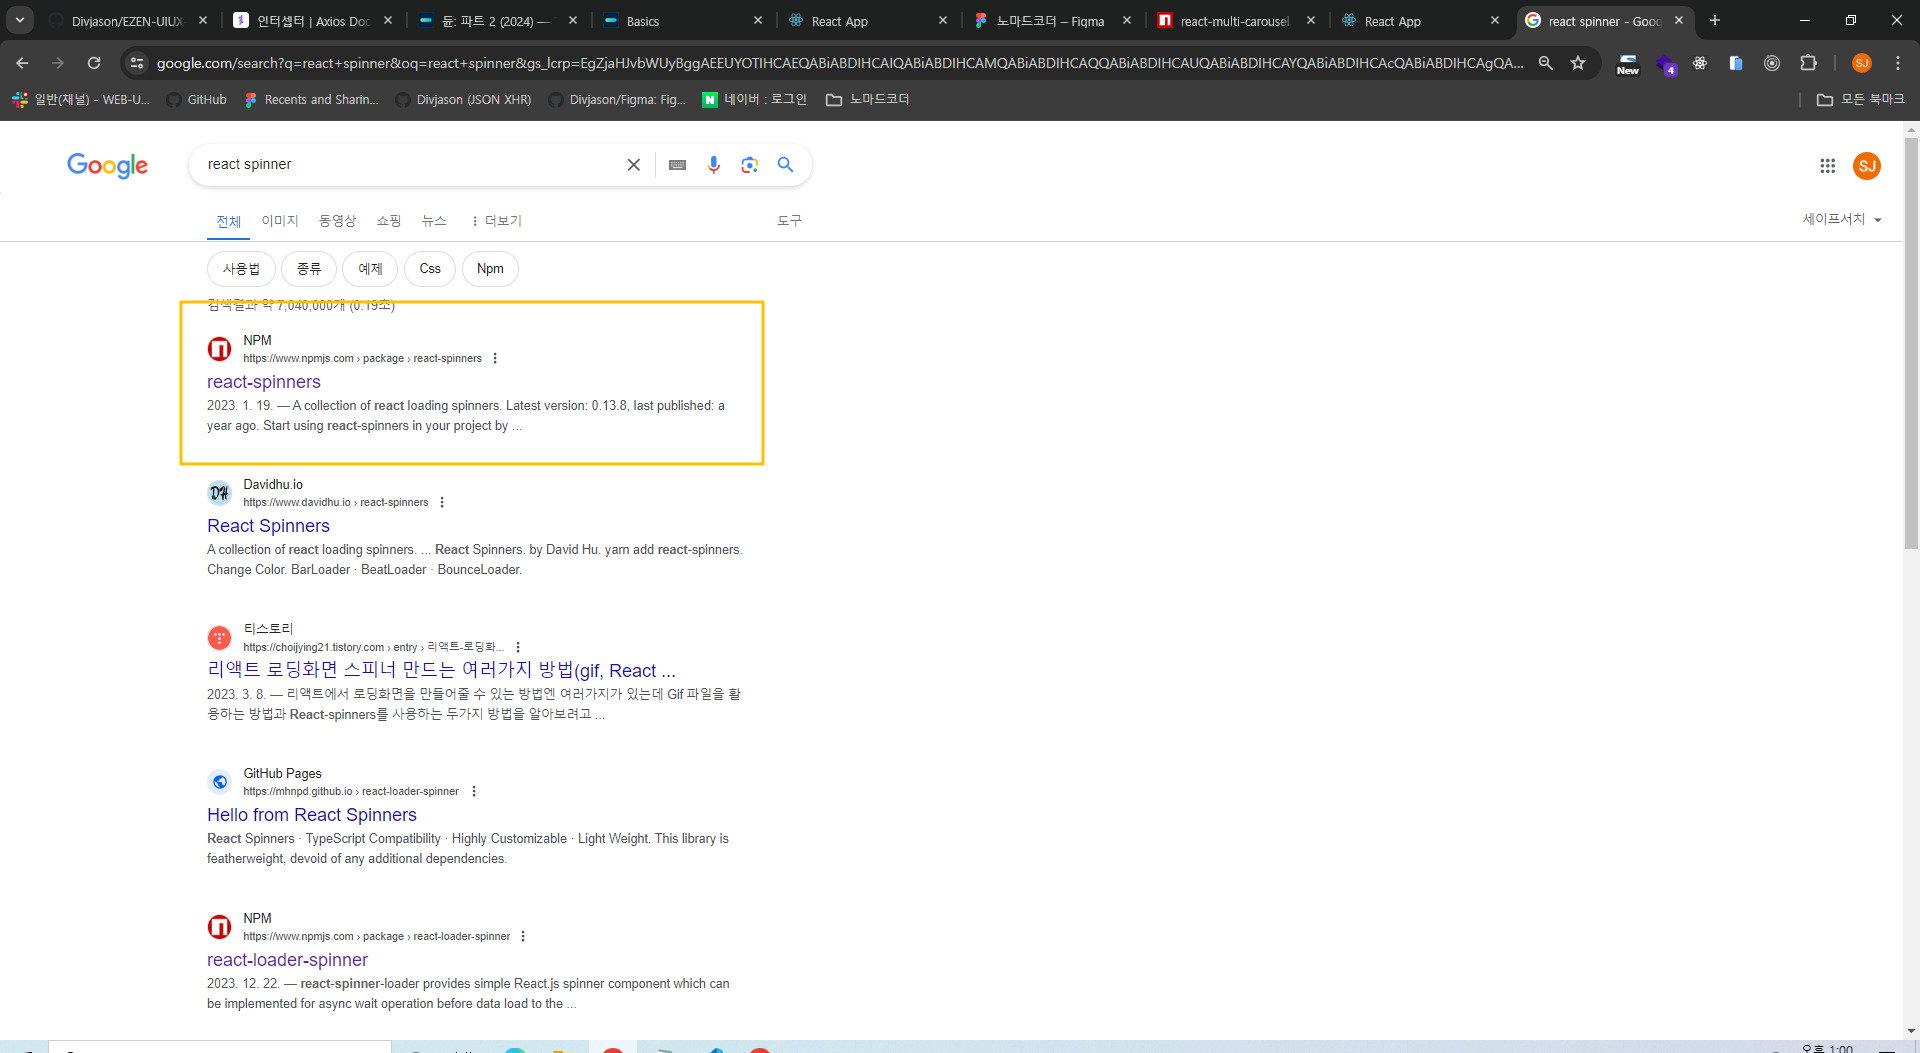 Divjason/EZEN-UIUX-
인터셉터 | Axios Doc
듄: 파트 2 (2024) —
Basics
React App
노마드코더 – Figma
react-multi-carousel
React App
react spinner - Goog
google.com/search?q=react+spinner&oq=react+spinner&gs_lcrp=EgZjaHJvbWUyBggAEEUYOTIHCAEQABiABDIHCAIQABiABDIHCAMQABiABDIHCAQQABiABDIHCAUQABiABDIHCAYQABiABDIHCAcQABiABDIHCAgQA...
New
4
SJ
일반(채널) - WEB-U...
GitHub
Recents and Sharin...
Divjason (JSON XHR)
Divjason/Figma: Fig...
네이버 : 로그인
노마드코더
모든 북마크
Google
react spinner
SJ
전체
이미지
동영상
쇼핑
뉴스
더보기
도구
세이프서치
사용법
종류
예제
Css
Npm
검색결과 약 7,040,000개 (0.19초)
NPM
https://www.npmjs.com › package › react-spinners
react-spinners
2023. 1. 19. — A collection of react loading spinners. Latest version: 0.13.8, last published: a
year ago. Start using react-spinners in your project by ...
DH
Davidhu.io
https://www.davidhu.io › react-spinners
React Spinners
A collection of react loading spinners. ... React Spinners. by David Hu. yarn add react-spinners.
Change Color. BarLoader · BeatLoader · BounceLoader.
티스토리
https://choijying21.tistory.com › entry › 리액트-로딩화...
리액트 로딩화면 스피너 만드는 여러가지 방법(gif, React ...
2023. 3. 8. — 리액트에서 로딩화면을 만들어줄 수 있는 방법엔 여러가지가 있는데 Gif 파일을 활
용하는 방법과 React-spinners를 사용하는 두가지 방법을 알아보려고 ...
GitHub Pages
https://mhnpd.github.io › react-loader-spinner
Hello from React Spinners
React Spinners · TypeScript Compatibility · Highly Customizable · Light Weight. This library is
featherweight, devoid of any additional dependencies.
NPM
https://www.npmjs.com › package › react-loader-spinner
react-loader-spinner
2023. 12. 22. — react-spinner-loader provides simple React.js spinner component which can
be implemented for async wait operation before data load to the ...
오후 1:00